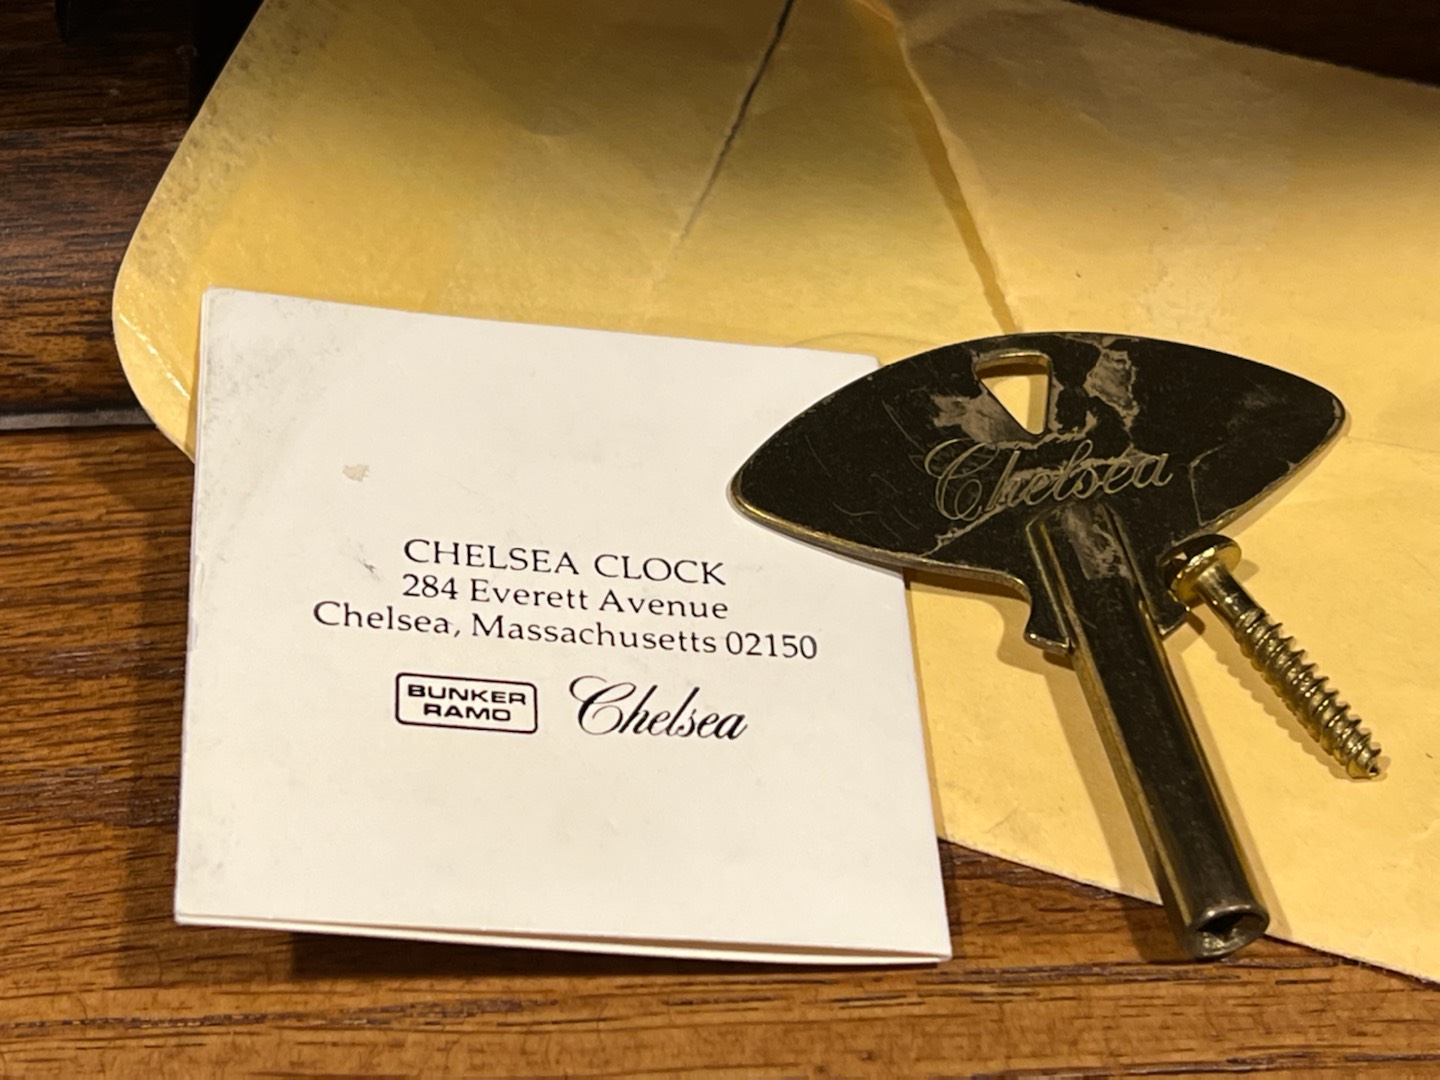 CHELSEA CLOCK
284 Everett Avenue
Chelsea, Massachusetts 02150
BUNKER
RAMO
Chelsea
Chelsea